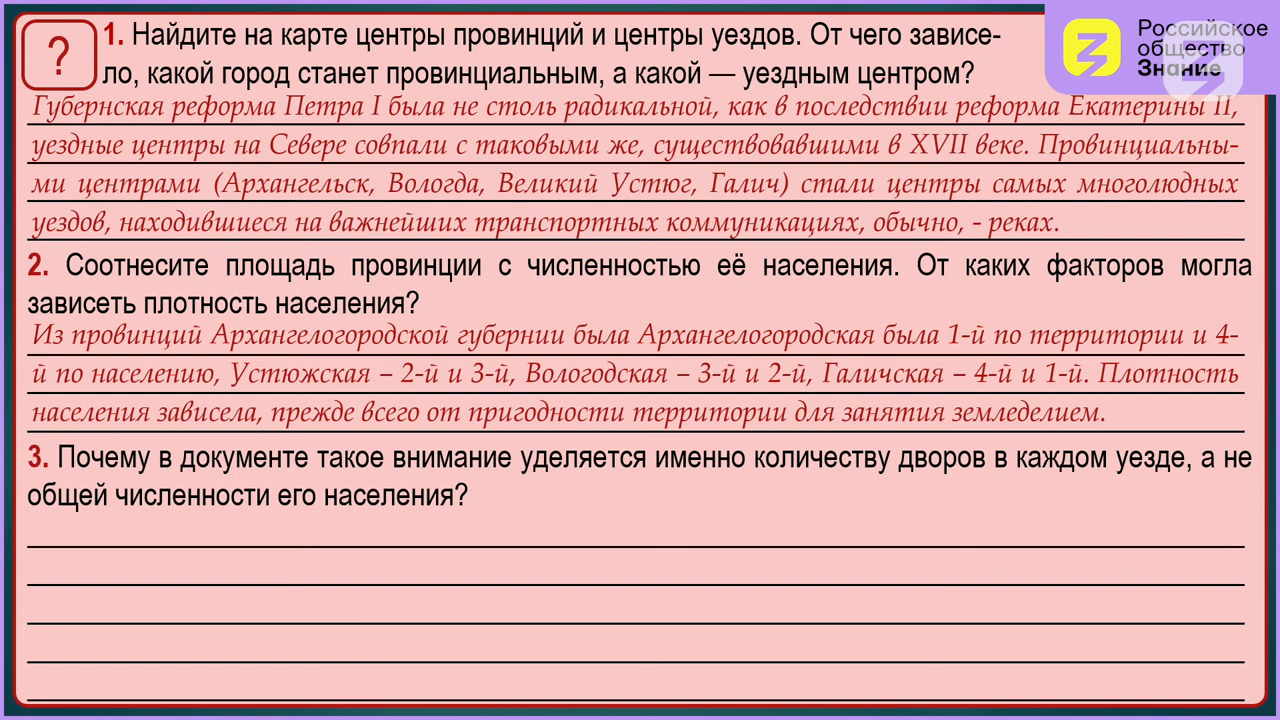 ?
1. Найдите на карте центры провинций и центры уездов. От чего зависе-
ло, какой город станет провинциальным, а какой — уездным центром?
Российское
общество
Знание
Губернская реформа Петра I была не столь радикальной, как в последствии реформа Екатерины II,
уездные центры на Севере совпали с таковыми же, существовавшими в XVII веке. Провинциальны-
ми центрами (Архангельск, Вологда, Великий Устюг, Галич) стали центры самых многолюдных
уездов, находившиеся на важнейших транспортных коммуникациях, обычно, - реках.
2. Соотнесите площадь провинции с численностью её населения. От каких факторов могла
зависеть плотность населения?
Из провинций Архангелогородской губернии была Архангелогородская была 1-й по территории и 4-
й по населению, Устюжская – 2-й и 3-й, Вологодская – 3-й и 2-й, Галичская – 4-й и 1-й. Плотность
населения зависела, прежде всего от пригодности территории для занятия земледелием.
3. Почему в документе такое внимание уделяется именно количеству дворов в каждом уезде, а не
общей численности его населения?